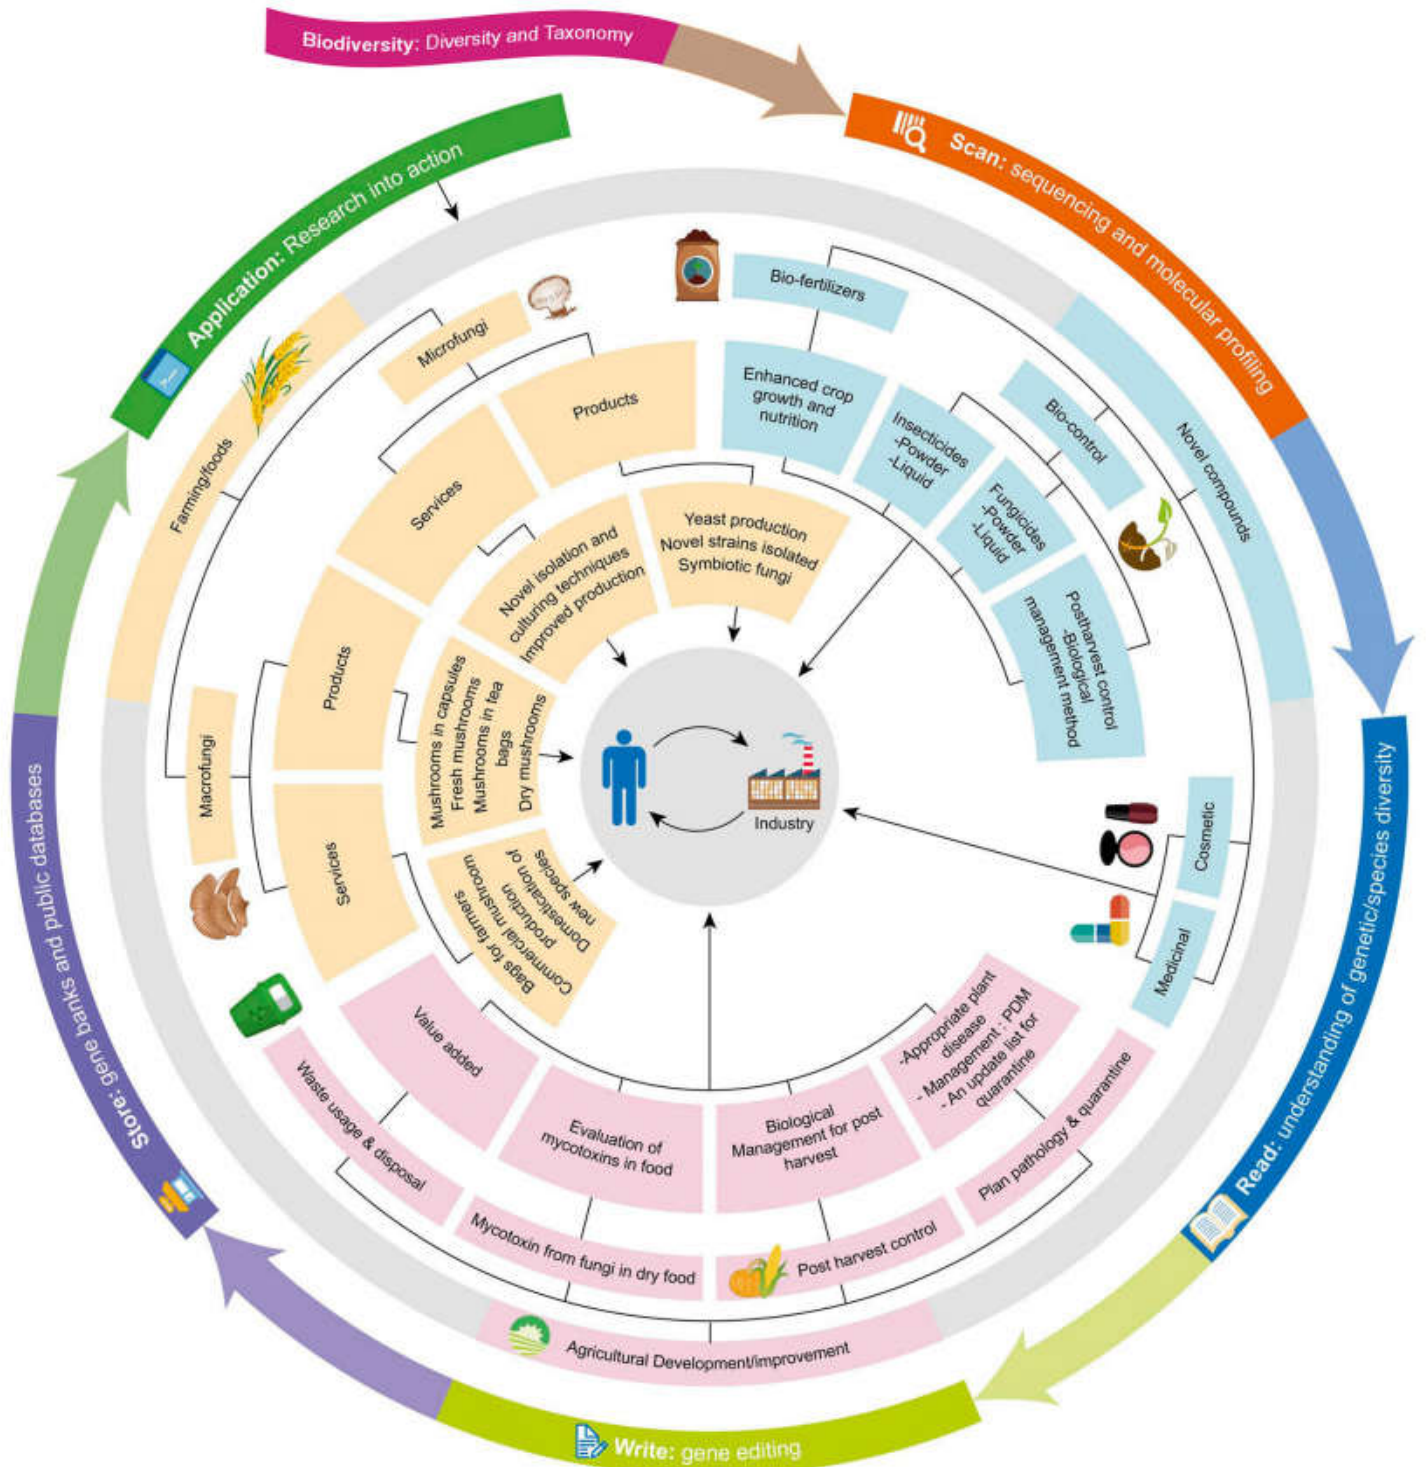 Biodiversity: Diversity and Taxonomy
Scan: sequencing and molecular profiling
Read: understanding of genetic/species diversity
Write: gene editing
Store: gene banks and public databases
Application: Research into action
Farming/foods
Microfungi
Products
Services
Yeast production
Novel strains isolated
Symbiotic fungi
Novel isolation and
culturing techniques
Improved production
Macrofungi
Products
Services
Mushrooms in capsules
Fresh mushrooms
Mushrooms in tea
bags
Dry mushrooms
Bags for farmers
Commercial mushroom
production
Domestication of
new species
Novel compounds
Bio-fertilizers
Enhanced crop
growth and
nutrition
Bio-control
Insecticides
-Powder
-Liquid
Fungicides
-Powder
-Liquid
Postharvest control
-Biological
management method
Cosmetic
Medicinal
Industry
Agricultural Development/improvement
Waste usage & disposal
Value added
Mycotoxin from fungi in dry food
Evaluation of
mycotoxins in food
Post harvest control
Biological
Management for post
harvest
Plan pathology & quarantine
-Appropriate plant
disease
- Management ; PDM
- An update list for
quarantine